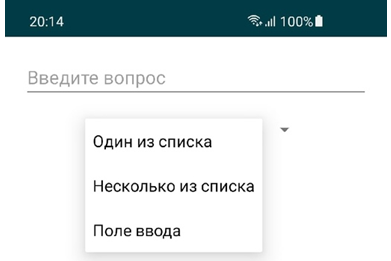 20:14 100%
Введите вопрос
Один из списка
Несколько из списка
Поле ввода